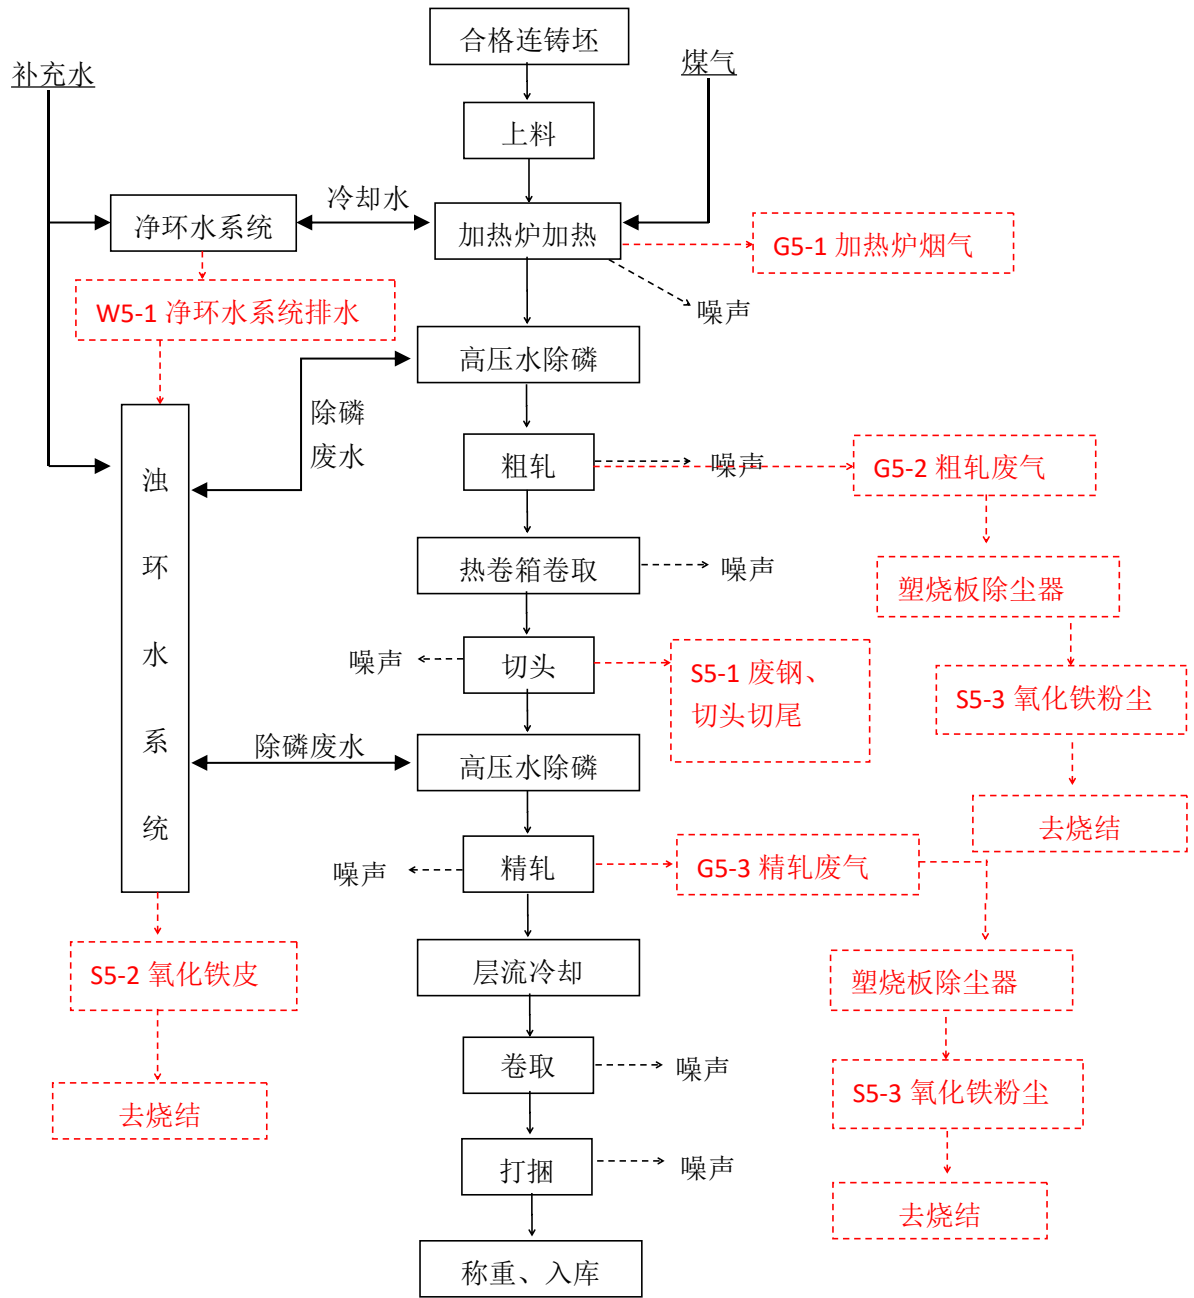 合格连铸坯
补充水
煤气
上料
冷却水
净环水系统
加热炉加热
G5-1 加热炉烟气
W5-1 净环水系统排水
噪声
高压水除磷
除磷
废水
粗轧
噪声
G5-2 粗轧废气
浊
环
水
系
统
热卷箱卷取
噪声
塑烧板除尘器
噪声
切头
S5-1 废钢、
切头切尾
S5-3 氧化铁粉尘
除磷废水
高压水除磷
去烧结
噪声
精轧
G5-3 精轧废气
S5-2 氧化铁皮
层流冷却
塑烧板除尘器
卷取
噪声
S5-3 氧化铁粉尘
去烧结
打捆
噪声
去烧结
称重、入库